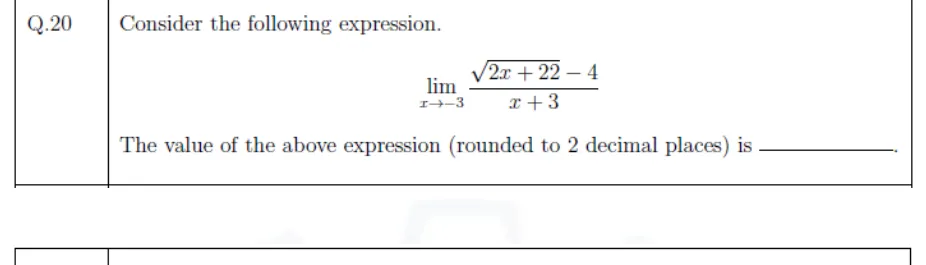 Q.20 Consider the following expression.
lim x→−3 √2x + 22 − 4 / x + 3
The value of the above expression (rounded to 2 decimal places) is ________.